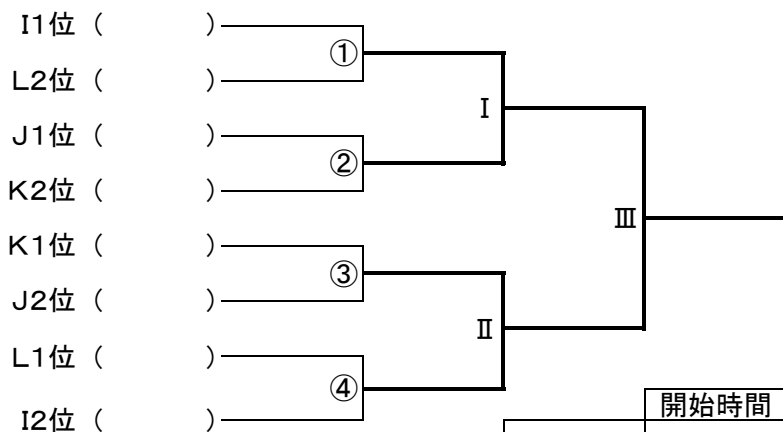 I1位（　　　　）
①
L2位（　　　　）
Ⅰ
J1位（　　　　）
②
K2位（　　　　）
Ⅲ
K1位（　　　　）
③
J2位（　　　　）
Ⅱ
L1位（　　　　）
④
I2位（　　　　）
開始時間